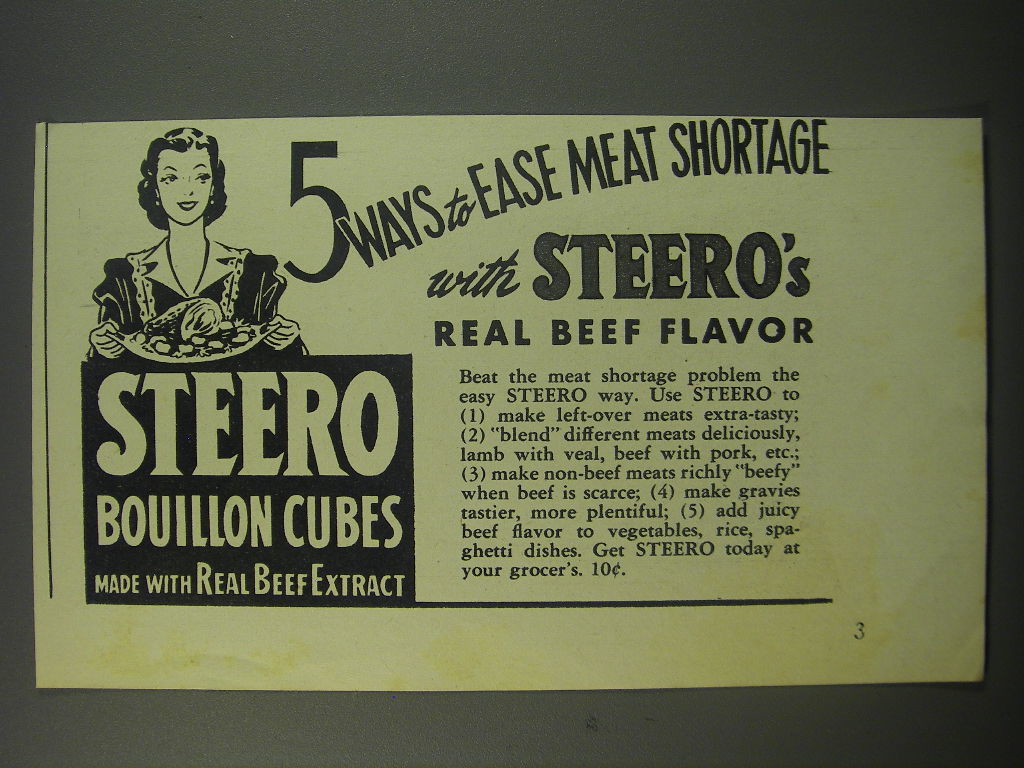 5 WAYS to EASE MEAT SHORTAGE
with STEERO's
REAL BEEF FLAVOR
STEERO
BOUILLON CUBES
MADE WITH REAL BEEF EXTRACT
Beat the meat shortage problem the
easy STEERO way. Use STEERO to
(1) make left-over meats extra-tasty;
(2) "blend" different meats deliciously,
lamb with veal, beef with pork, etc.;
(3) make non-beef meats richly "beefy"
when beef is scarce; (4) make gravies
tastier, more plentiful; (5) add juicy
beef flavor to vegetables, rice, spa-
ghetti dishes. Get STEERO today at
your grocer's. 10¢.
3